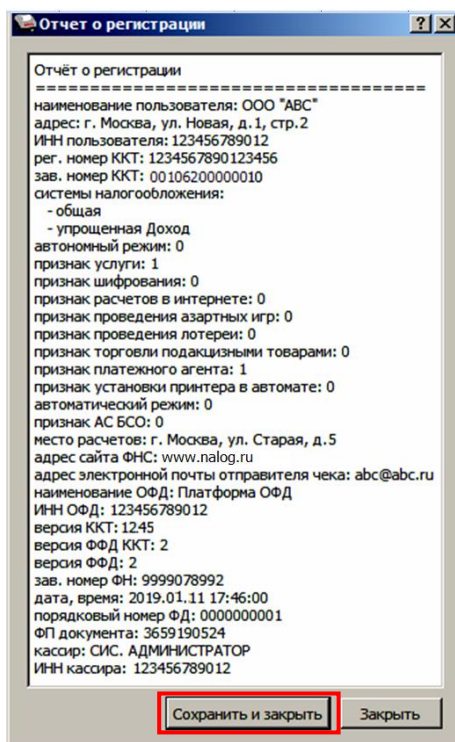 Отчет о регистрации
Отчёт о регистрации
====================================
наименование пользователя: ООО "АВС"
адрес: г. Москва, ул. Новая, д.1, стр.2
ИНН пользователя: 123456789012
рег. номер ККТ: 1234567890123456
зав. номер ККТ: 00106200000010
системы налогообложения:
- общая
- упрощенная Доход
автономный режим: 0
признак услуги: 1
признак шифрования: 0
признак расчетов в интернете: 0
признак проведения азартных игр: 0
признак проведения лотереи: 0
признак торговли подакцизными товарами: 0
признак платежного агента: 1
признак установки принтера в автомате: 0
автоматический режим: 0
признак АС БСО: 0
место расчетов: г. Москва, ул. Старая, д.5
адрес сайта ФНС: www.nalog.ru
адрес электронной почты отправителя чека: abc@abc.ru
наименование ОФД: Платформа ОФД
ИНН ОФД: 123456789012
версия ККТ: 1245
версия ФФД ККТ: 2
версия ФФД: 2
зав. номер ФН: 9999078992
дата, время: 2019.01.11 17:46:00
порядковый номер ФД: 0000000001
ФП документа: 3659190524
кассир: СИС. АДМИНИСТРАТОР
ИНН кассира: 123456789012
Сохранить и закрыть Закрыть